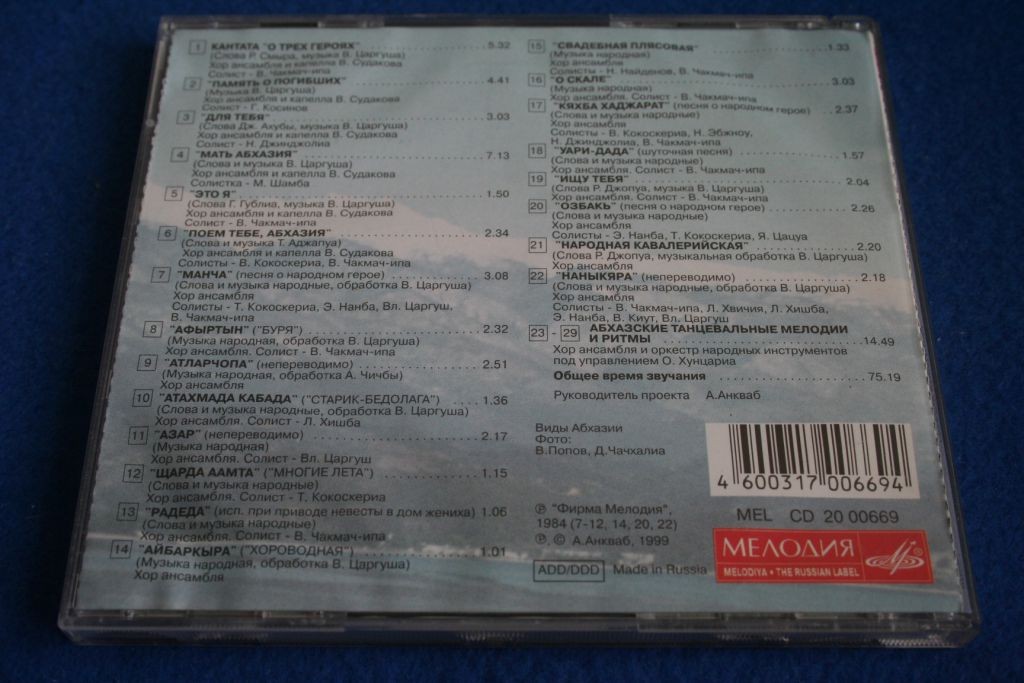 1 КАНТАТА "О ТРЕХ ГЕРОЯХ" 5.32
(Слова Р. Смыра, музыка В. Царгуша)
Хор ансамбля и капелла В. Судакова
Солист - В. Чакмач-ипа
2 "ПАМЯТЬ О ПОГИБШИХ" 4.41
(Музыка В. Царгуша)
Хор ансамбля и капелла В. Судакова
Солист - Г. Косинов
3 "ДЛЯ ТЕБЯ" 3.03
(Слова Дж. Ахубы, музыка В. Царгуша)
Хор ансамбля и капелла В. Судакова
Солист - Н. Джинджолиа
4 "МАТЬ АБХАЗИЯ" 7.13
(Слова и музыка В. Царгуша)
Хор ансамбля и капелла В. Судакова
Солистка - М. Шамба
5 "ЭТО Я" 1.50
(Слова Г. Гублиа, музыка В. Царгуша)
Хор ансамбля и капелла В. Судакова
Солист - В. Чакмач-ипа
6 "ПОЕМ ТЕБЕ, АБХАЗИЯ" 2.34
(Слова и музыка Т. Аджапуа)
Хор ансамбля и капелла В. Судакова
Солисты - В. Кокоскериа, В. Чакмач-ипа
7 "МАНЧА" (песня о народном герое) 3.08
(Слова и музыка народные, обработка В. Царгуша)
Хор ансамбля
Солисты - Т. Кокоскериа, Э. Нанба, Вл. Царгуш,
В. Чакмач-ипа
8 "АФЫРТЫН" ("БУРЯ") 2.32
(Музыка народная, обработка В. Царгуша)
Хор ансамбля. Солист - В. Чакмач-ипа
9 "АТЛАРЧОПА" (непереводимо) 2.51
(Музыка народная, обработка А. Чичбы)
Хор ансамбля
10 "АТАХМАДА КАБАДА" ("СТАРИК-БЕДОЛАГА") 1.36
(Слова и музыка народные, обработка В. Царгуша)
Хор ансамбля. Солист - Л. Хишба
11 "АЗАР" (непереводимо) 2.17
(Музыка народная)
Хор ансамбля. Солист - Вл. Царгуш
12 "ЩАРДА ААМТА" ("МНОГИЕ ЛЕТА") 1.15
(Слова и музыка народные)
Хор ансамбля. Солист - Т. Кокоскериа
13 "РАДЕДА" (исп. при приводе невесты в дом жениха) 1.06
(Слова и музыка народные)
Хор ансамбля. Солист - В. Чакмач-ипа
14 "АЙБАРКЫРА" ("ХОРОВОДНАЯ") 1.01
(Музыка народная, обработка В. Царгуша)
Хор ансамбля
15 "СВАДЕБНАЯ ПЛЯСОВАЯ" 1.33
(Музыка народная)
Хор ансамбля
Солисты - Н. Найденов, В. Чакмач-ипа
16 "О СКАЛЕ" 3.03
(Музыка народная)
Хор ансамбля. Солист - В. Чакмач-ипа
17 "КЯХБА ХАДЖАРАТ" (песня о народном герое) 2.37
(Слова и музыка народные)
Хор ансамбля
Солисты - В. Кокоскериа, Н. Эбжноу,
Н. Джинджолиа, В. Чакмач-ипа
18 "УАРИ-ДАДА" (шуточная песня) 1.57
(Слова и музыка народные)
Хор ансамбля. Солист - В. Чакмач-ипа
19 "ИЩУ ТЕБЯ" 2.04
(Слова Р. Джопуа, музыка В. Царгуша)
Хор ансамбля. Солист - В. Чакмач-ипа
20 "ОЗБАКЬ" (песня о народном герое) 2.26
(Слова и музыка народные)
Хор ансамбля
Солисты - Э. Нанба, Т. Кокоскериа, Я. Цацуа
21 "НАРОДНАЯ КАВАЛЕРИЙСКАЯ" 2.20
(Слова Р. Джопуа, музыкальная обработка В. Царгуша)
Хор ансамбля
22 "НАНЫКЯРА" (непереводимо) 2.18
(Слова и музыка народные, обработка В. Царгуша)
Хор ансамбля
Солисты - В. Чакмач-ипа, Л. Хвичия, Л. Хишба,
Э. Нанба, В. Киут, Вл. Царгуш
23 - 29 АБХАЗСКИЕ ТАНЦЕВАЛЬНЫЕ МЕЛОДИИ
И РИТМЫ 14.49
Хор ансамбля и оркестр народных инструментов
под управлением О. Хунцариа
Общее время звучания 75.19
Руководитель проекта А.Анкваб
Виды Абхазии
Фото:
В.Попов, Д.Чачхалиа
4 600317 006694
MEL CD 20 00669
℗ "Фирма Мелодия",
1984 (7-12, 14, 20, 22)
℗, © А.Анкваб, 1999
ADD/DDD Made in Russia
МЕЛОДИЯ
MELODIYA • THE RUSSIAN LABEL